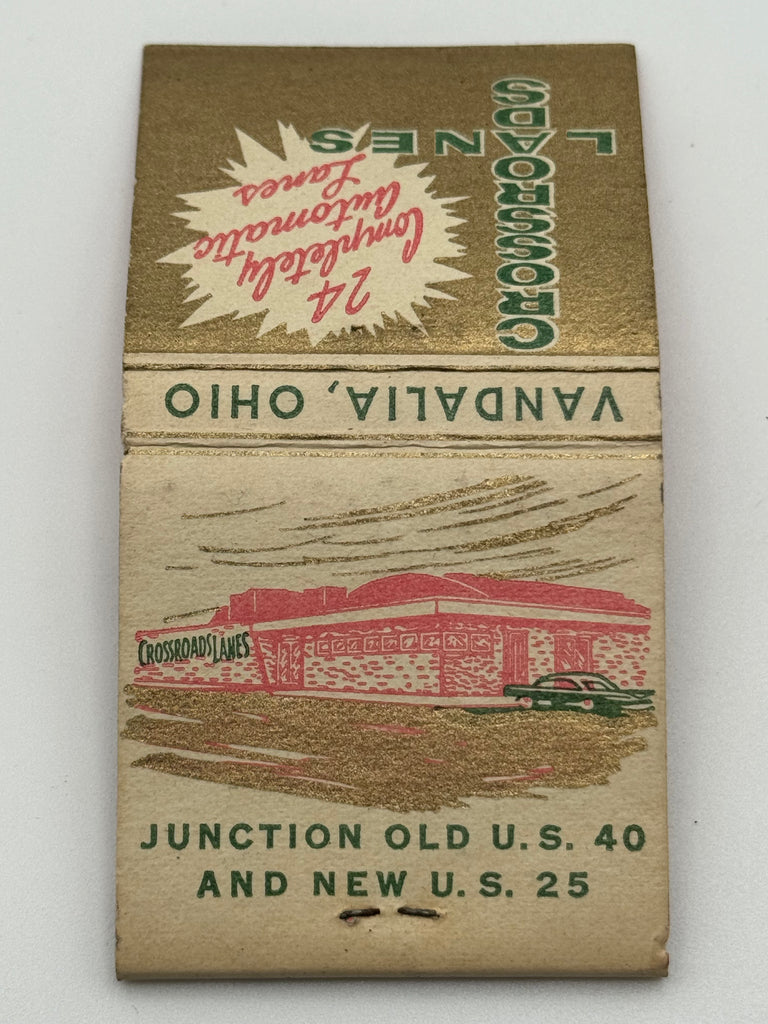 CROSSROADS
LANES
24
Completely
Automatic
Lanes
VANDALIA, OHIO
CROSSROADS LANES
JUNCTION OLD U.S. 40
AND NEW U.S. 25